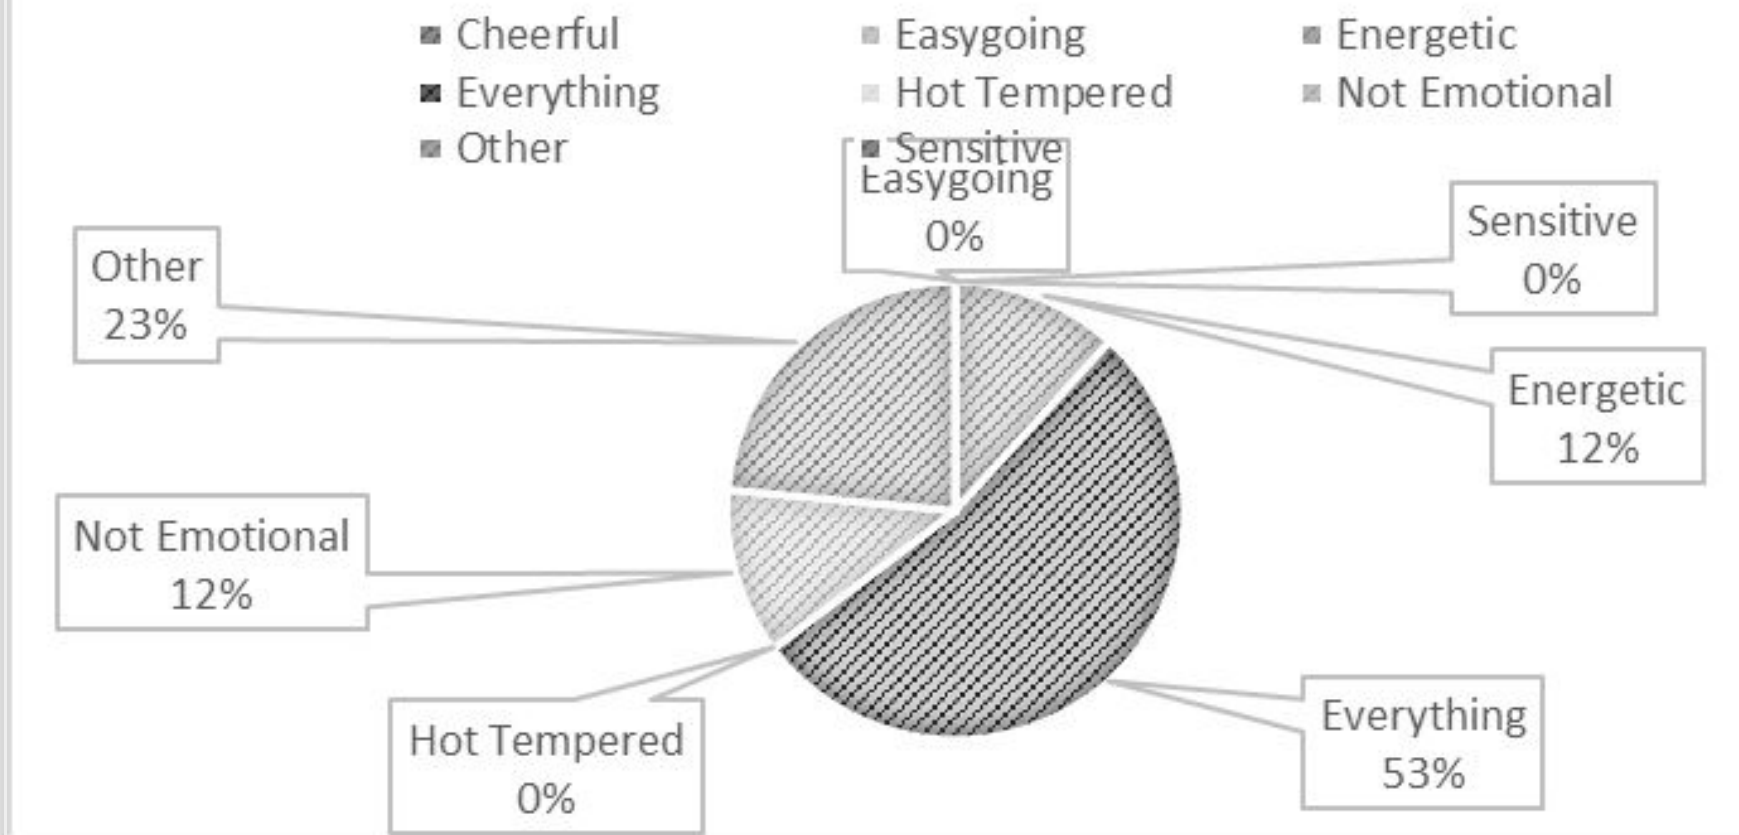 Cheerful Easygoing Energetic
Everything Hot Tempered Not Emotional
Other Sensitive
Easygoing
0%
Sensitive
0%
Other
23%
Energetic
12%
Not Emotional
12%
Hot Tempered
0%
Everything
53%